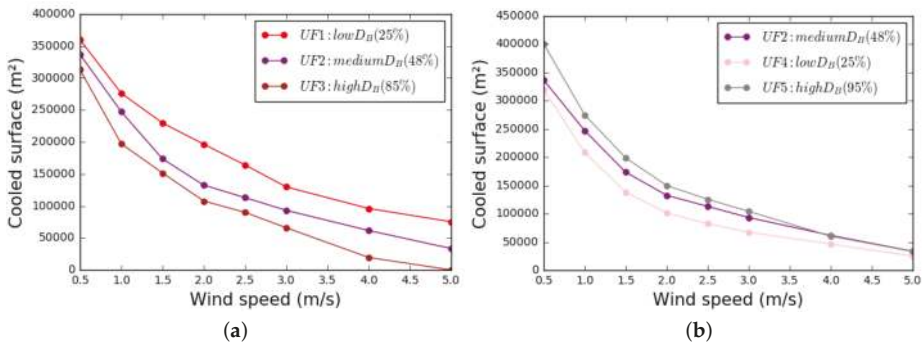 400000
350000
300000
250000
200000
150000
100000
50000
0
Cooled surface (m²)
UF1 : lowD_B(25%)
UF2 : mediumD_B(48%)
UF3 : highD_B(85%)
0.5 1.0 1.5 2.0 2.5 3.0 3.5 4.0 4.5 5.0
Wind speed (m/s)
(a)
450000
400000
350000
300000
250000
200000
150000
100000
50000
0
Cooled surface (m²)
UF2 : mediumD_B(48%)
UF4 : lowD_B(25%)
UF5 : highD_B(95%)
0.5 1.0 1.5 2.0 2.5 3.0 3.5 4.0 4.5 5.0
Wind speed (m/s)
(b)